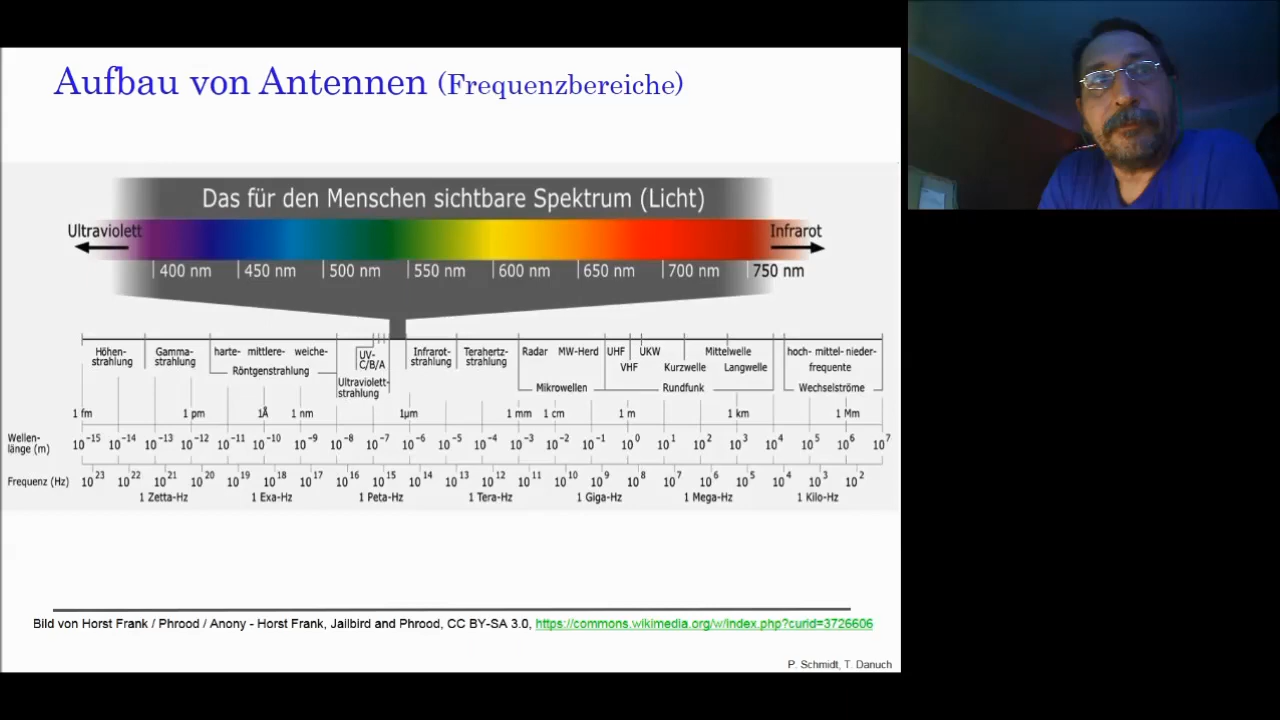 Aufbau von Antennen (Frequenzbereiche)
Das für den Menschen sichtbare Spektrum (Licht)
Ultraviolett
Infrarot
400 nm 450 nm 500 nm 550 nm 600 nm 650 nm 700 nm 750 nm
Höhen-
strahlung
Gamma-
strahlung
harte- mittlere- weiche-
Röntgenstrahlung
UV-
C/B/A
Ultraviolett-
strahlung
Infrarot-
strahlung
Terahertz-
strahlung
Radar MW-Herd
Mikrowellen
UHF UKW Mittelwelle
VHF Kurzwelle Langwelle
Rundfunk
hoch- mittel- nieder-
frequente
Wechselströme
1 fm 1 pm 1Å 1 nm 1µm 1 mm 1 cm 1 m 1 km 1 Mm
Wellen-
länge (m)
10⁻¹⁵ 10⁻¹⁴ 10⁻¹³ 10⁻¹² 10⁻¹¹ 10⁻¹⁰ 10⁻⁹ 10⁻⁸ 10⁻⁷ 10⁻⁶ 10⁻⁵ 10⁻⁴ 10⁻³ 10⁻² 10⁻¹ 10⁰ 10¹ 10² 10³ 10⁴ 10⁵ 10⁶ 10⁷
Frequenz (Hz) 10²³ 10²² 10²¹ 10²⁰ 10¹⁹ 10¹⁸ 10¹⁷ 10¹⁶ 10¹⁵ 10¹⁴ 10¹³ 10¹² 10¹¹ 10¹⁰ 10⁹ 10⁸ 10⁷ 10⁶ 10⁵ 10⁴ 10³ 10²
1 Zetta-Hz 1 Exa-Hz 1 Peta-Hz 1 Tera-Hz 1 Giga-Hz 1 Mega-Hz 1 Kilo-Hz
Bild von Horst Frank / Phrood / Anony - Horst Frank, Jailbird and Phrood, CC BY-SA 3.0, https://commons.wikimedia.org/w/index.php?curid=3726606
P. Schmidt, T. Danuch